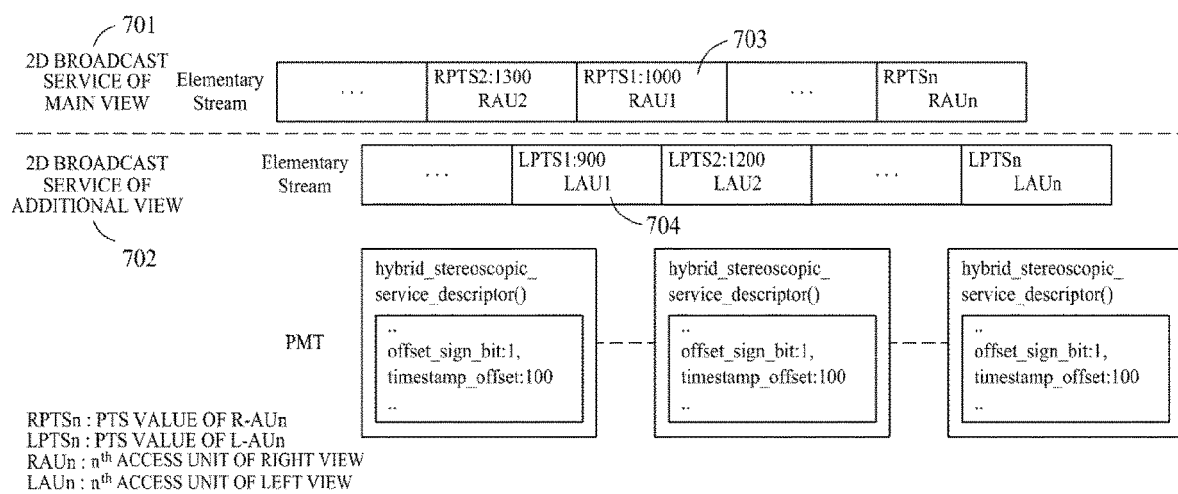 701
2D BROADCAST
SERVICE OF
MAIN VIEW
Elementary
Stream
703
...
RPTS2:1300
RAU2
RPTS1:1000
RAU1
...
RPTSn
RAUn
2D BROADCAST
SERVICE OF
ADDITIONAL VIEW
702
Elementary
Stream
...
LPTS1:900
LAU1
LPTS2:1200
LAU2
...
LPTSn
LAUn
704
PMT
hybrid_stereoscopic_
service_descriptor()
..
offset_sign_bit:1,
timestamp_offset:100
..
hybrid_stereoscopic_
service_descriptor()
..
offset_sign_bit:1,
timestamp_offset:100
..
hybrid_stereoscopic_
service_descriptor()
..
offset_sign_bit:1,
timestamp_offset:100
..
RPTSn : PTS VALUE OF R-AUn
LPTSn : PTS VALUE OF L-AUn
RAUn : nth ACCESS UNIT OF RIGHT VIEW
LAUn : nth ACCESS UNIT OF LEFT VIEW